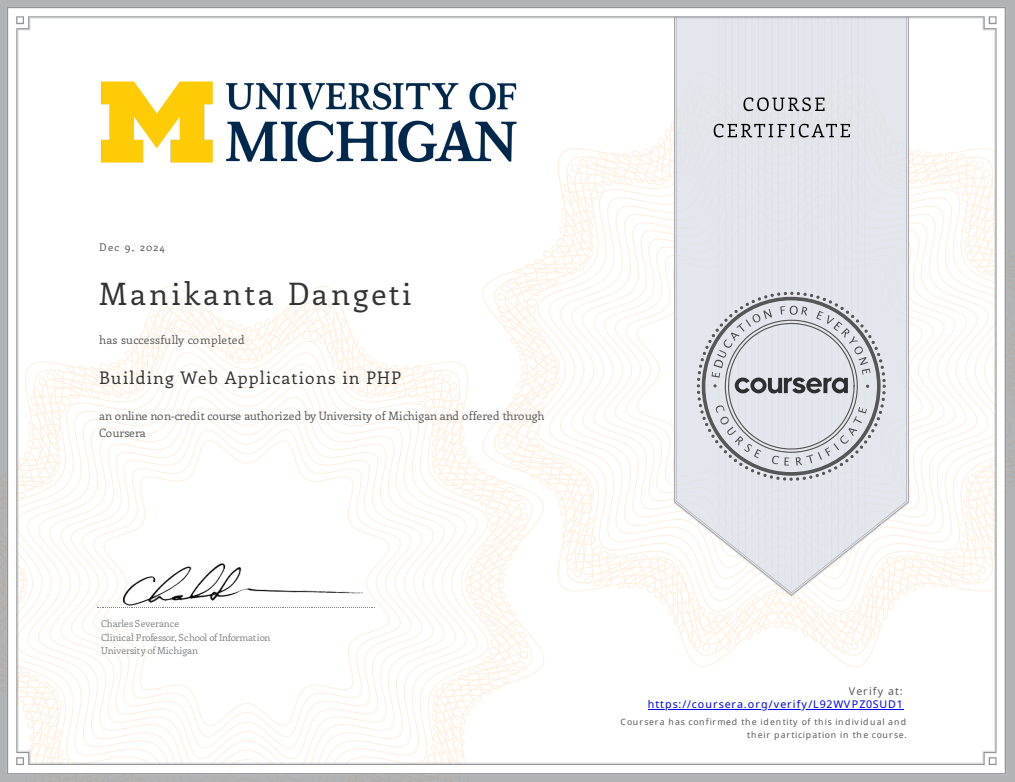 UNIVERSITY OF
MICHIGAN
COURSE
CERTIFICATE
Dec 9, 2024
Manikanta Dangeti
has successfully completed
Building Web Applications in PHP
an online non-credit course authorized by University of Michigan and offered through
Coursera
EDUCATION FOR EVERYONE
coursera
COURSE CERTIFICATE
Charles Severance
Clinical Professor, School of Information
University of Michigan
Verify at:
https://coursera.org/verify/L92WVPZ0SUD1
Coursera has confirmed the identity of this individual and
their participation in the course.